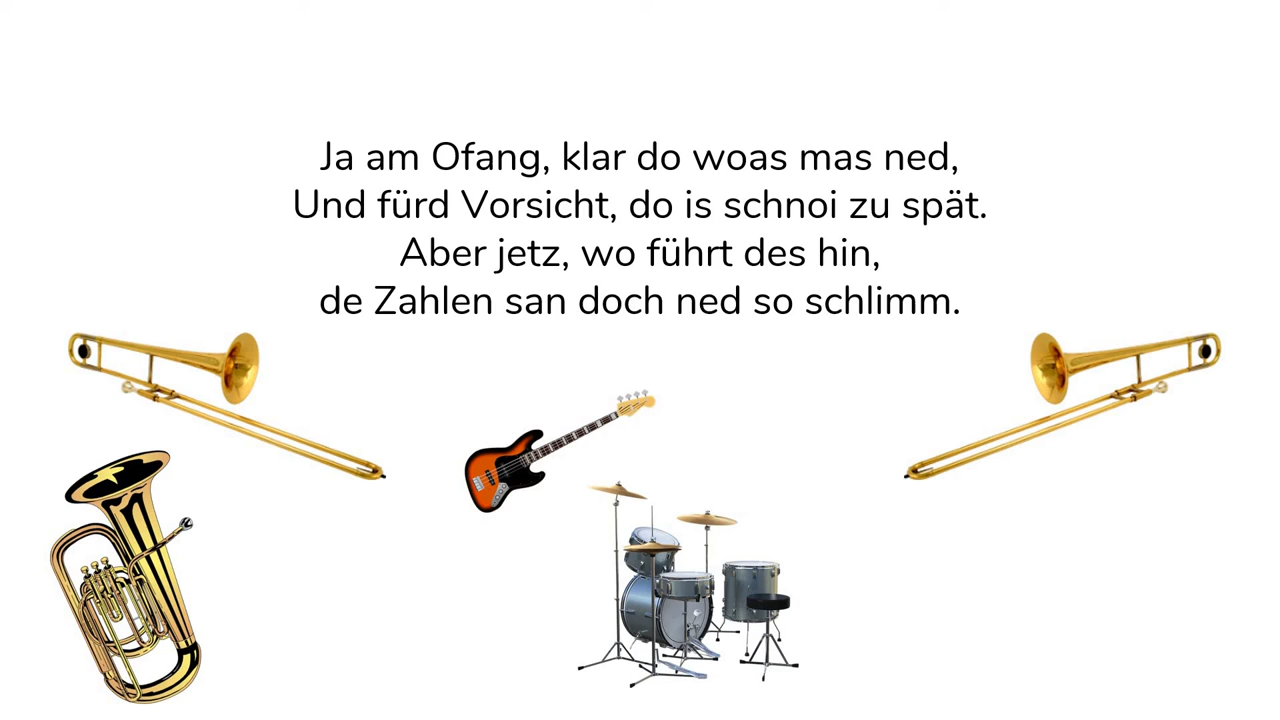 Ja am Ofang, klar do woas mas ned,
Und fürd Vorsicht, do is schnoi zu spät.
Aber jetz, wo führt des hin,
de Zahlen san doch ned so schlimm.